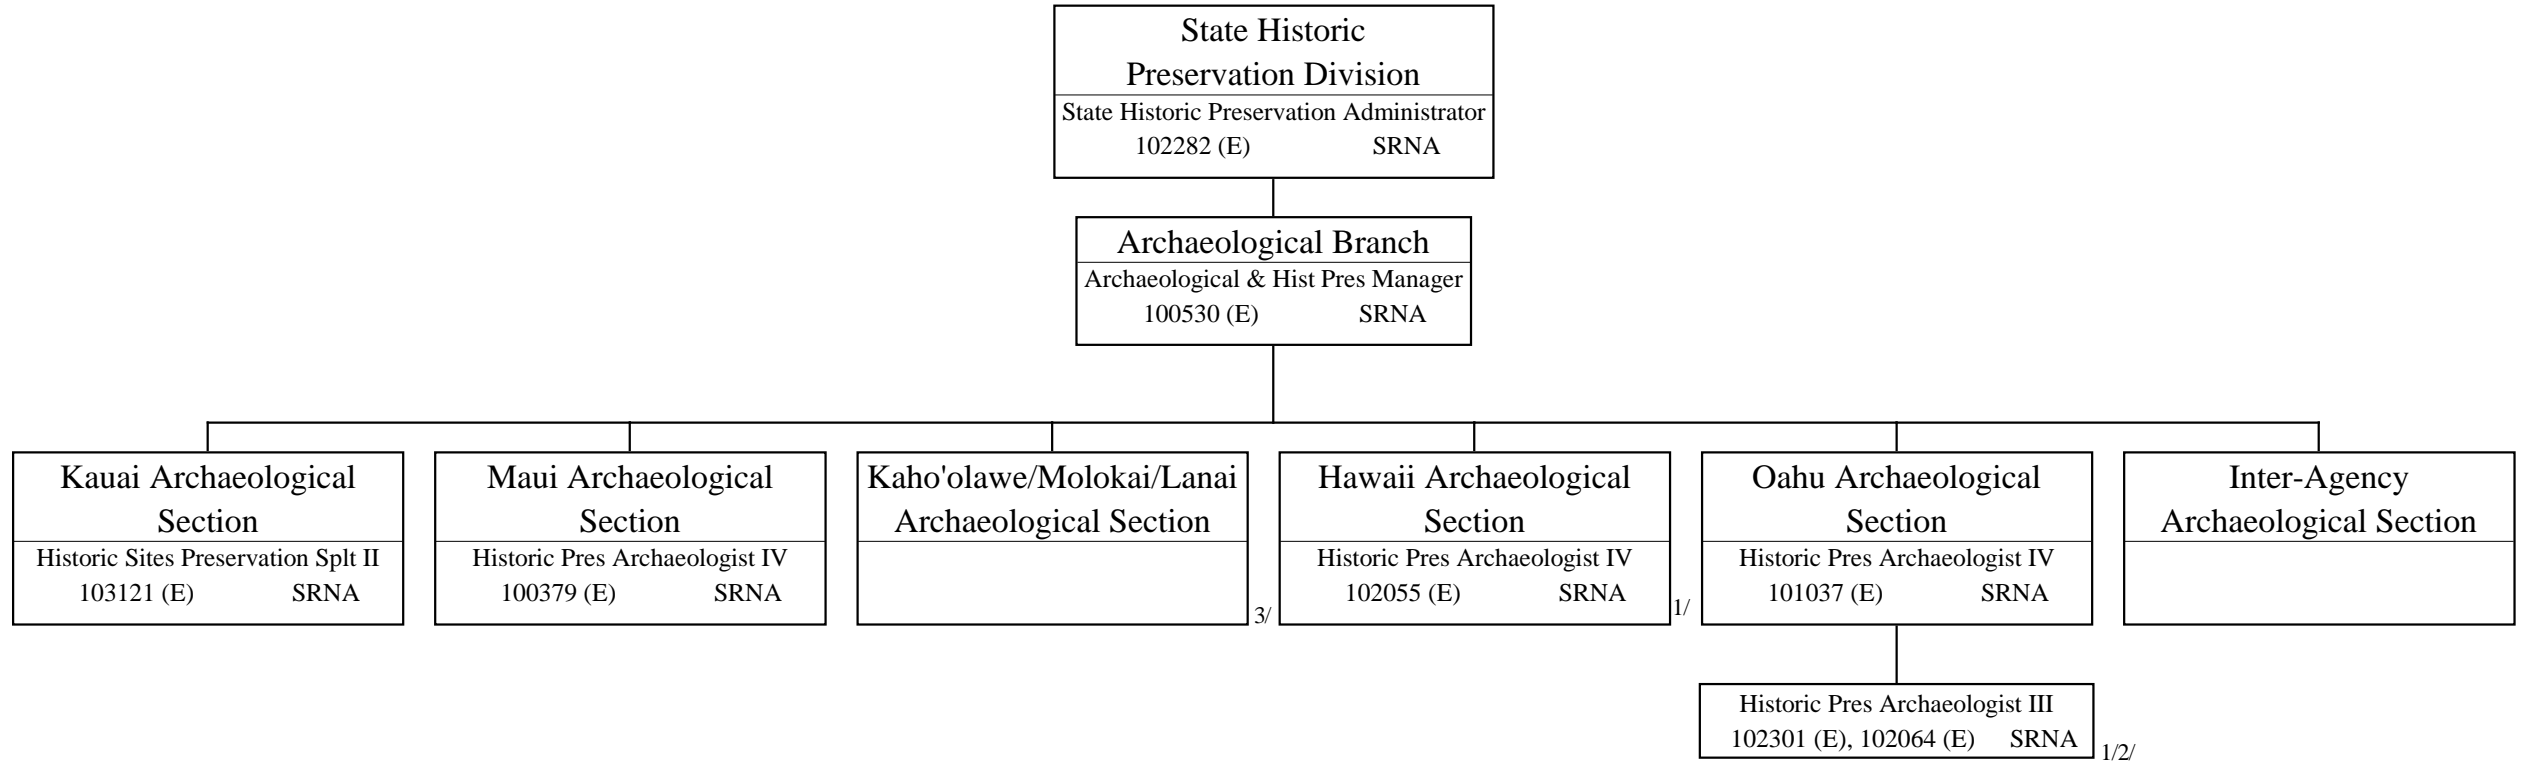 State Historic
Preservation Division
State Historic Preservation Administrator
102282 (E) SRNA
Archaeological Branch
Archaeological & Hist Pres Manager
100530 (E) SRNA
Kauai Archaeological
Section
Historic Sites Preservation Splt II
103121 (E) SRNA
Maui Archaeological
Section
Historic Pres Archaeologist IV
100379 (E) SRNA
Kaho'olawe/Molokai/Lanai
Archaeological Section
3/
Hawaii Archaeological
Section
Historic Pres Archaeologist IV
102055 (E) SRNA
1/
Oahu Archaeological
Section
Historic Pres Archaeologist IV
101037 (E) SRNA
Historic Pres Archaeologist III
102301 (E), 102064 (E) SRNA
1/2/
Inter-Agency
Archaeological Section